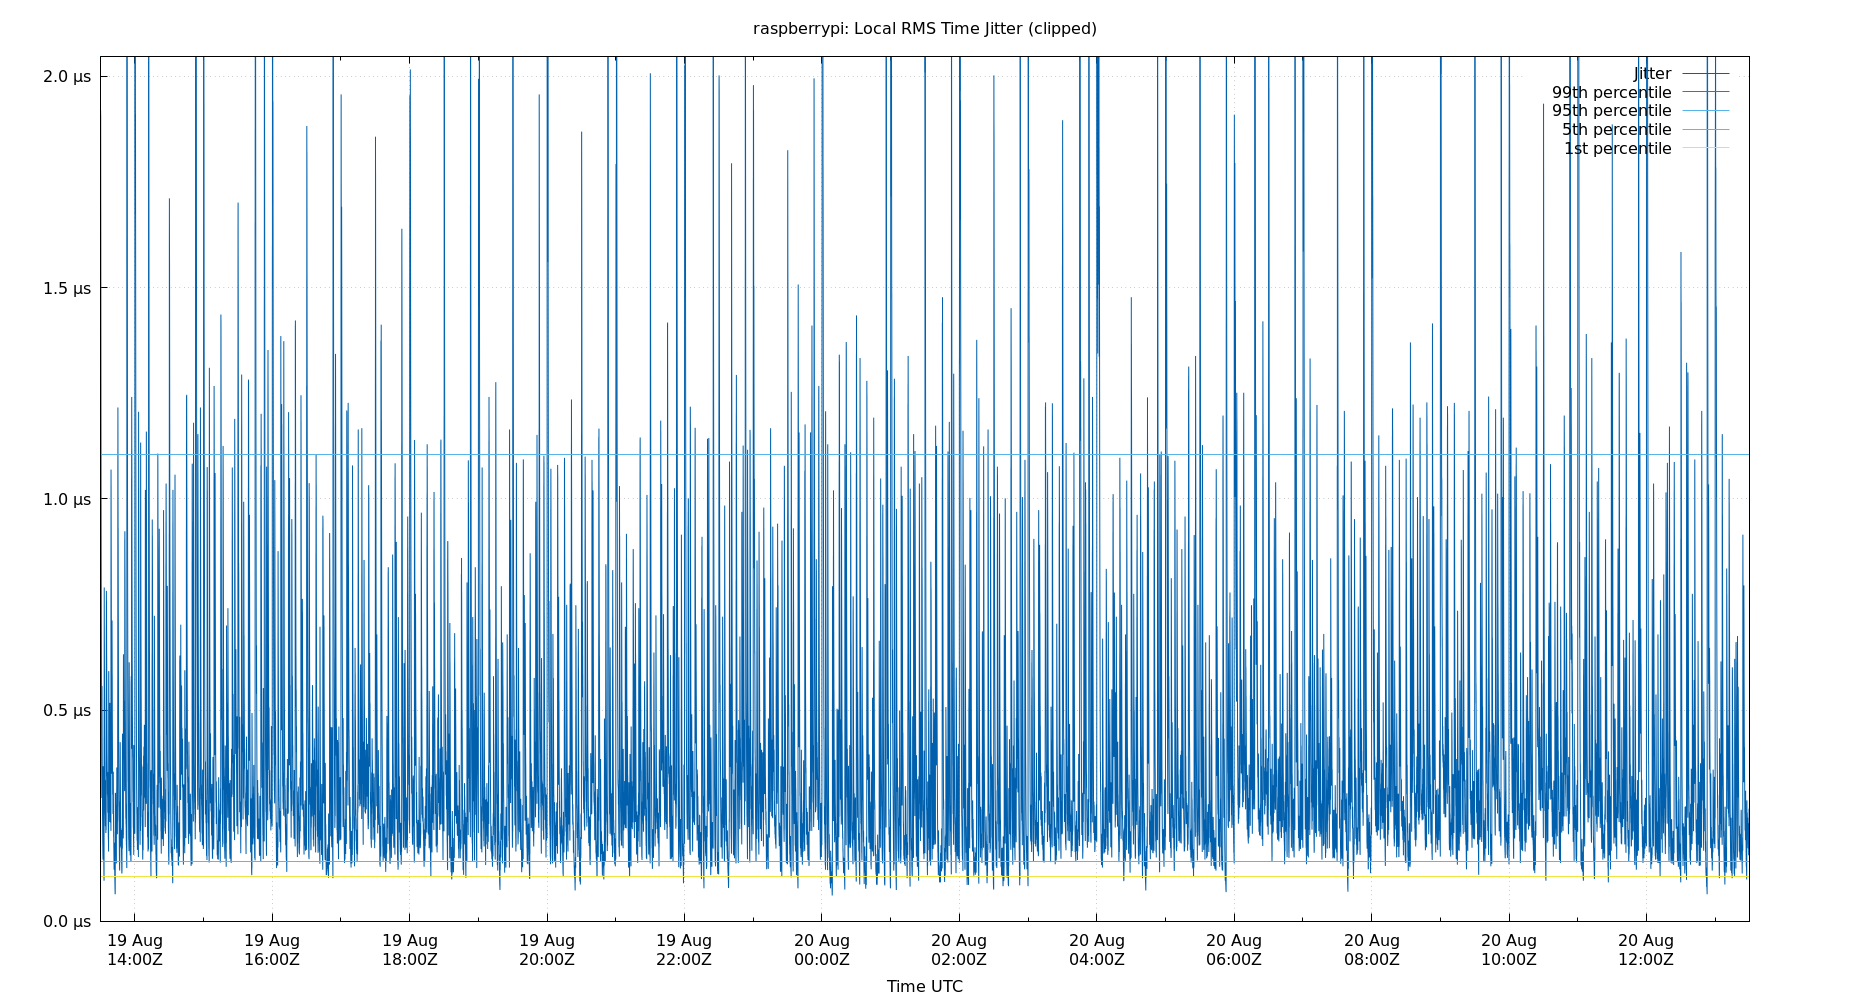 raspberrypi: Local RMS Time Jitter (clipped)
2.0 µs
1.5 µs
1.0 µs
0.5 µs
0.0 µs
Jitter
99th percentile
95th percentile
5th percentile
1st percentile
19 Aug 19 Aug 19 Aug 19 Aug 19 Aug 20 Aug 20 Aug 20 Aug 20 Aug 20 Aug 20 Aug 20 Aug
14:00Z 16:00Z 18:00Z 20:00Z 22:00Z 00:00Z 02:00Z 04:00Z 06:00Z 08:00Z 10:00Z 12:00Z
Time UTC